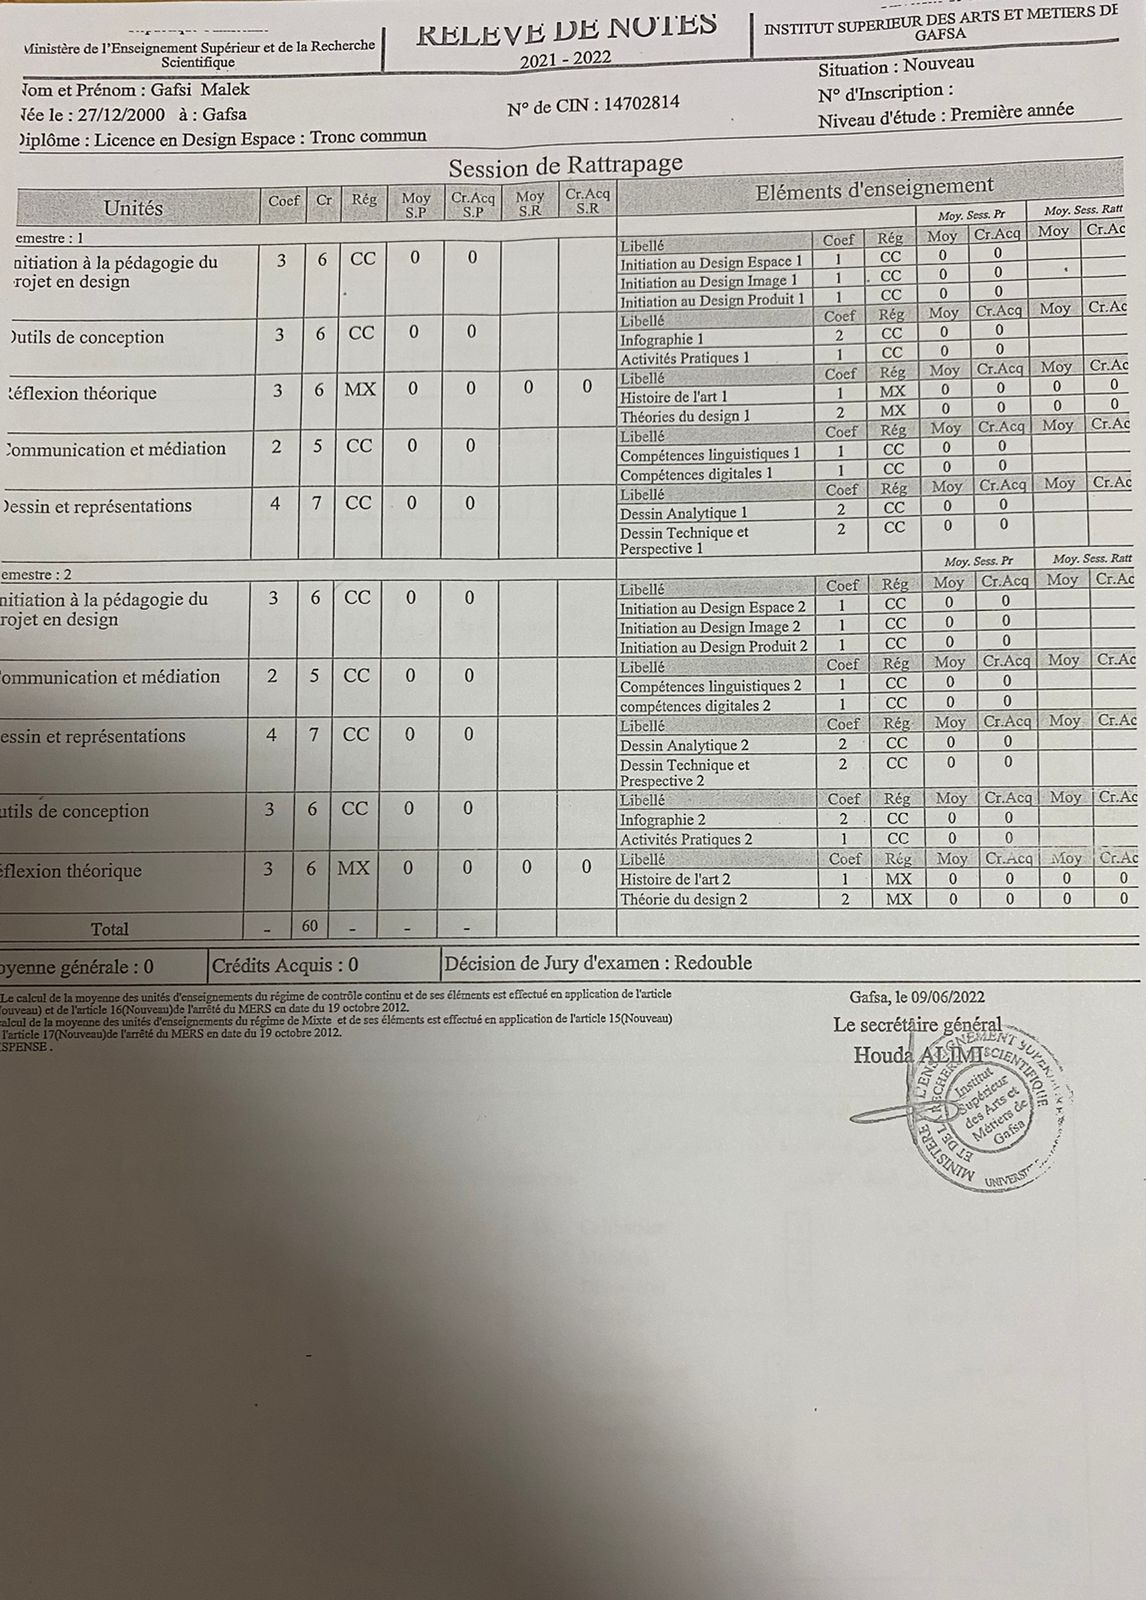 Ministère de l'Enseignement Supérieur et de la Recherche
Scientifique
RELEVE DE NOTES
2021 - 2022
INSTITUT SUPERIEUR DES ARTS ET METIERS DE
GAFSA
Nom et Prénom : Gafsi Malek
Née le : 27/12/2000 à : Gafsa
Diplôme : Licence en Design Espace : Tronc commun
N° de CIN : 14702814
Situation : Nouveau
N° d'Inscription :
Niveau d'étude : Première année
Session de Rattrapage
Unités Coef Cr Rég Moy S.P Cr.Acq S.P Moy S.R Cr.Acq S.R Eléments d'enseignement
Moy. Sess. Pr Moy. Sess. Ratt
emestre : 1
Libellé Coef Rég Moy Cr.Acq Moy Cr.Ac
nitiation à la pédagogie du rojet en design 3 6 CC 0 0
Initiation au Design Espace 1 1 CC 0 0
Initiation au Design Image 1 1 CC 0 0
Initiation au Design Produit 1 1 CC 0 0
Libellé Coef Rég Moy Cr.Acq Moy Cr.Ac
Outils de conception 3 6 CC 0 0
Infographie 1 2 CC 0 0
Activités Pratiques 1 1 CC 0 0
Libellé Coef Rég Moy Cr.Acq Moy Cr.Ac
Réflexion théorique 3 6 MX 0 0 0 0
Histoire de l'art 1 1 MX 0 0 0 0
Théories du design 1 2 MX 0 0 0 0
Libellé Coef Rég Moy Cr.Acq Moy Cr.Ac
Communication et médiation 2 5 CC 0 0
Compétences linguistiques 1 1 CC 0 0
Compétences digitales 1 1 CC 0 0
Libellé Coef Rég Moy Cr.Acq Moy Cr.Ac
Dessin et représentations 4 7 CC 0 0
Dessin Analytique 1 2 CC 0 0
Dessin Technique et Perspective 1 2 CC 0 0
Moy. Sess. Pr Moy. Sess. Ratt
emestre : 2
Libellé Coef Rég Moy Cr.Acq Moy Cr.Ac
nitiation à la pédagogie du rojet en design 3 6 CC 0 0
Initiation au Design Espace 2 1 CC 0 0
Initiation au Design Image 2 1 CC 0 0
Initiation au Design Produit 2 1 CC 0 0
Libellé Coef Rég Moy Cr.Acq Moy Cr.Ac
ommunication et médiation 2 5 CC 0 0
Compétences linguistiques 2 1 CC 0 0
compétences digitales 2 1 CC 0 0
Libellé Coef Rég Moy Cr.Acq Moy Cr.Ac
essin et représentations 4 7 CC 0 0
Dessin Analytique 2 2 CC 0 0
Dessin Technique et Prespective 2 2 CC 0 0
Libellé Coef Rég Moy Cr.Acq Moy Cr.Ac
utils de conception 3 6 CC 0 0
Infographie 2 2 CC 0 0
Activités Pratiques 2 1 CC 0 0
Libellé Coef Rég Moy Cr.Acq Moy Cr.Ac
éflexion théorique 3 6 MX 0 0 0 0
Histoire de l'art 2 1 MX 0 0 0 0
Théorie du design 2 2 MX 0 0 0 0
Total - 60 - - -
oyenne générale : 0 Crédits Acquis : 0 Décision de Jury d'examen : Redouble
Le calcul de la moyenne des unités d'enseignements du régime de contrôle continu et de ses éléments est effectué en application de l'article
ouveau) et de l'article 16(Nouveau)de l'arrêté du MERS en date du 19 octobre 2012.
alcul de la moyenne des unités d'enseignements du régime de Mixte et de ses éléments est effectué en application de l'article 15(Nouveau)
l'article 17(Nouveau)de l'arrêté du MERS en date du 19 octobre 2012.
SPENSE .
Gafsa, le 09/06/2022
Le secrétaire général
Houda ALIMI
MINISTERE DE L'ENSEIGNEMENT SUPERIEUR
ET DE LA RECHERCHE SCIENTIFIQUE
Institut
Supérieur
des Arts et
Métiers de
Gafsa